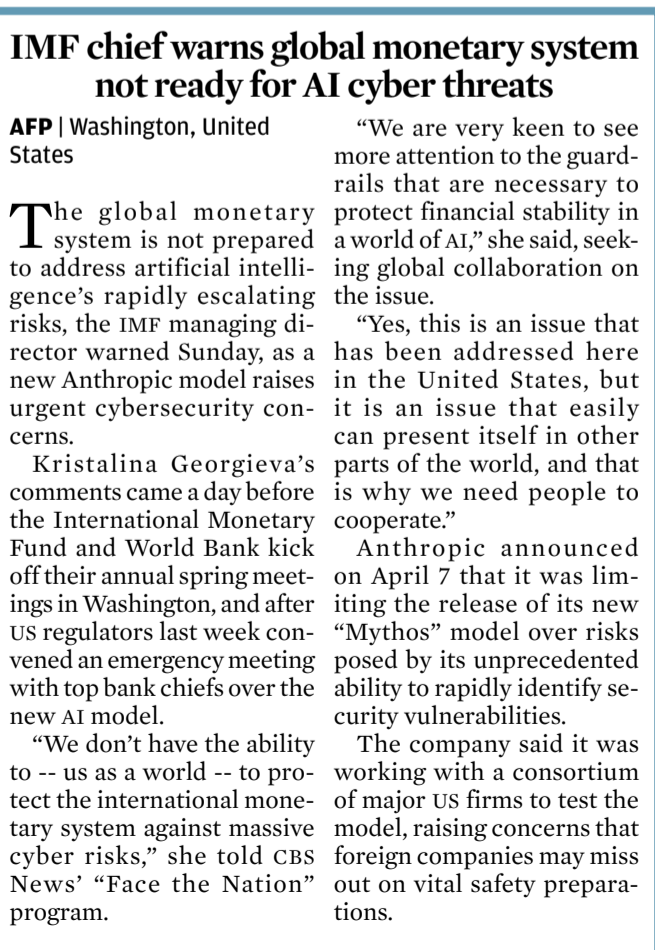 IMF chief warns global monetary system
not ready for AI cyber threats
AFP | Washington, United
States
The global monetary
system is not prepared
to address artificial intelli-
gence's rapidly escalating
risks, the IMF managing di-
rector warned Sunday, as a
new Anthropic model raises
urgent cybersecurity con-
cerns.
Kristalina Georgieva's
comments came a day before
the International Monetary
Fund and World Bank kick
off their annual spring meet-
ings in Washington, and after
US regulators last week con-
vened an emergency meeting
with top bank chiefs over the
new AI model.
“We don't have the ability
to -- us as a world -- to pro-
tect the international mone-
tary system against massive
cyber risks,” she told CBS
News' “Face the Nation”
program.
“We are very keen to see
more attention to the guard-
rails that are necessary to
protect financial stability in
a world of AI,” she said, seek-
ing global collaboration on
the issue.
“Yes, this is an issue that
has been addressed here
in the United States, but
it is an issue that easily
can present itself in other
parts of the world, and that
is why we need people to
cooperate.”
Anthropic announced
on April 7 that it was lim-
iting the release of its new
“Mythos” model over risks
posed by its unprecedented
ability to rapidly identify se-
curity vulnerabilities.
The company said it was
working with a consortium
of major US firms to test the
model, raising concerns that
foreign companies may miss
out on vital safety prepara-
tions.